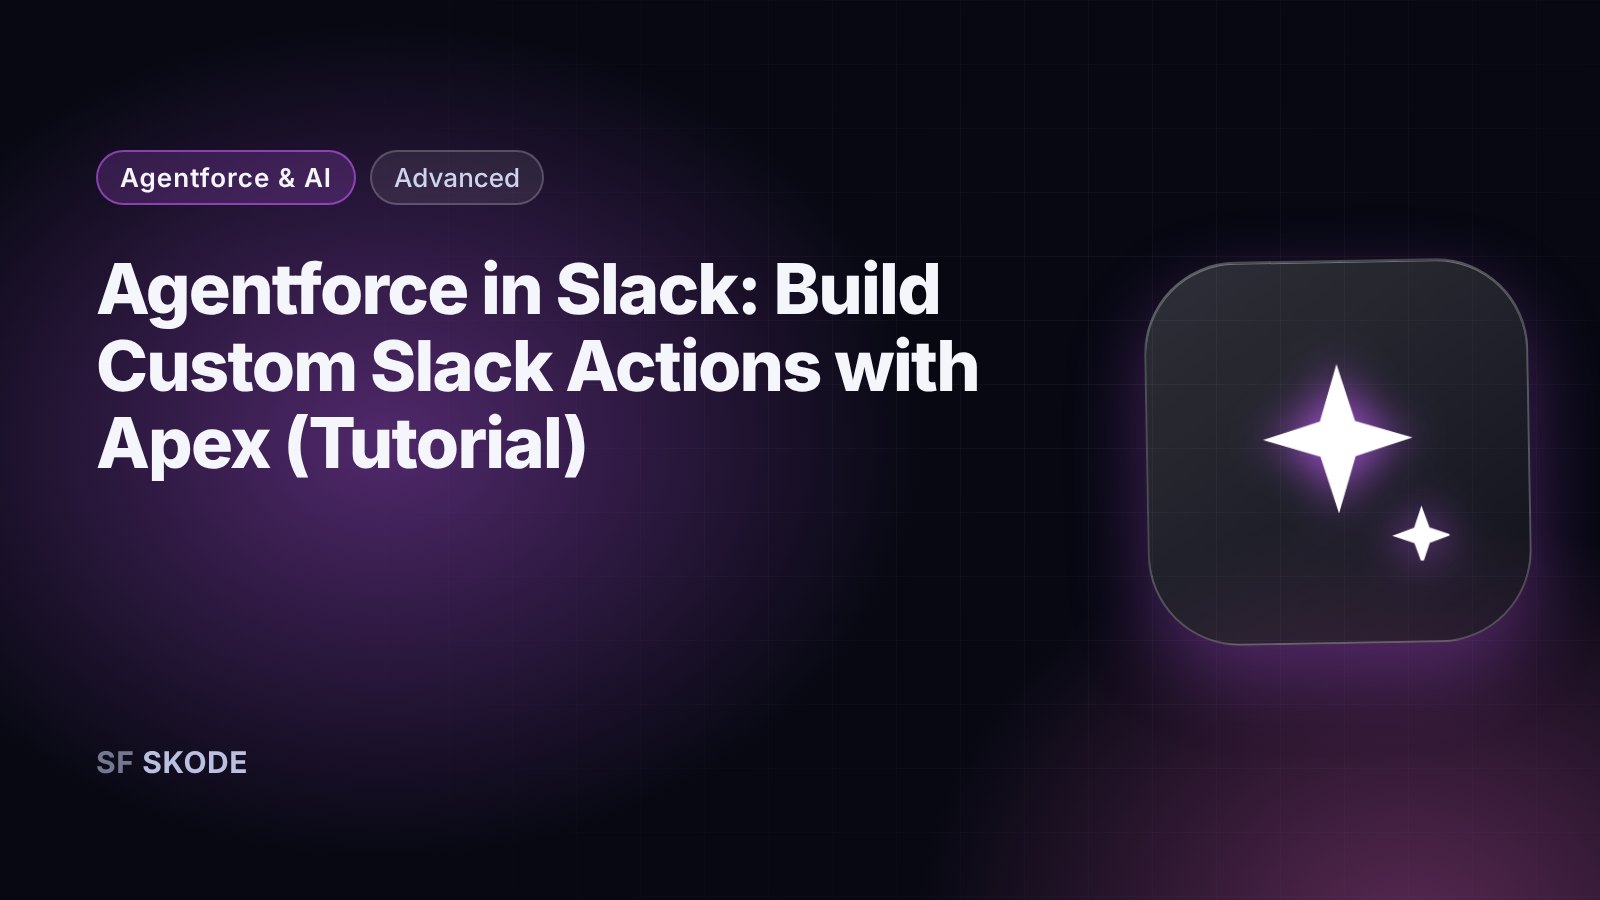 Agentforce & AI
Advanced
Agentforce in Slack: Build
Custom Slack Actions with
Apex (Tutorial)
SF SKODE